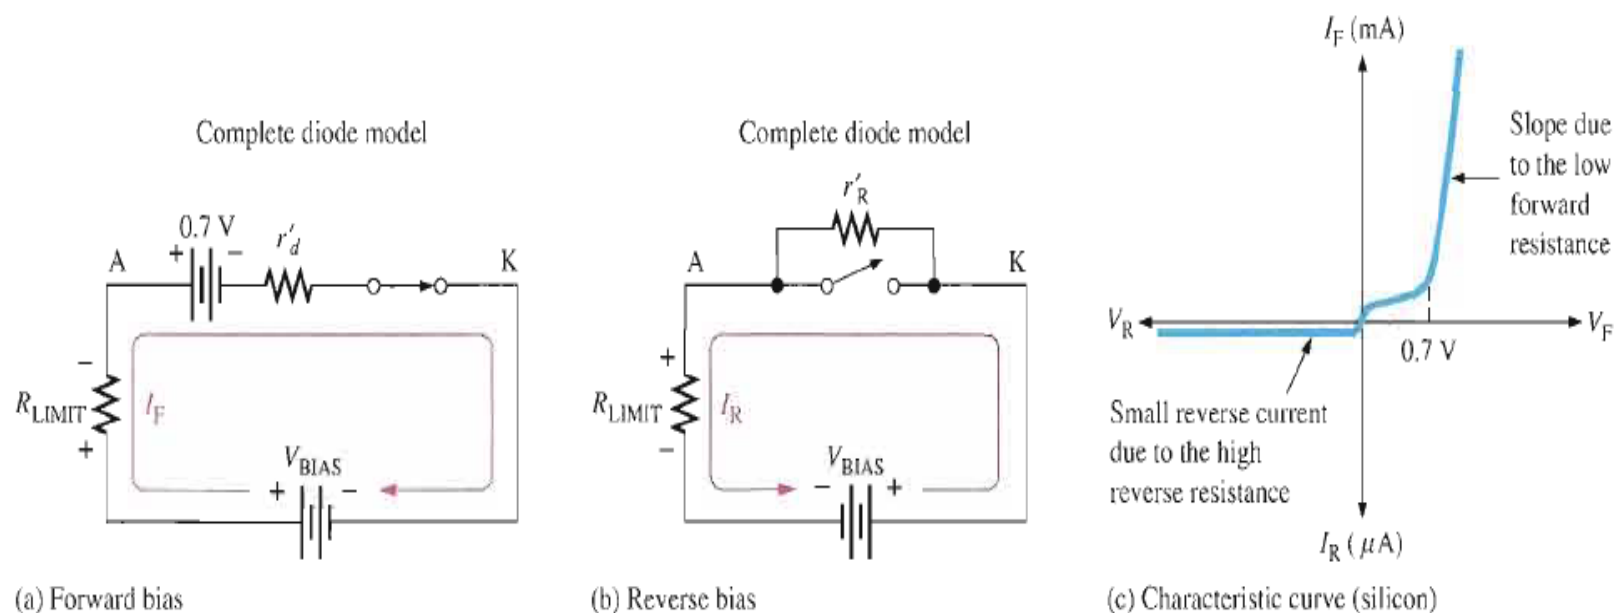 Complete diode model
0.7 V
+ −
r′d
A
K
−
RLIMIT
+
IF
VBIAS
+ −
(a) Forward bias
Complete diode model
r′R
A
K
+
RLIMIT
−
IR
VBIAS
− +
(b) Reverse bias
IF (mA)
Slope due
to the low
forward
resistance
VR
VF
0.7 V
Small reverse current
due to the high
reverse resistance
IR (μA)
(c) Characteristic curve (silicon)